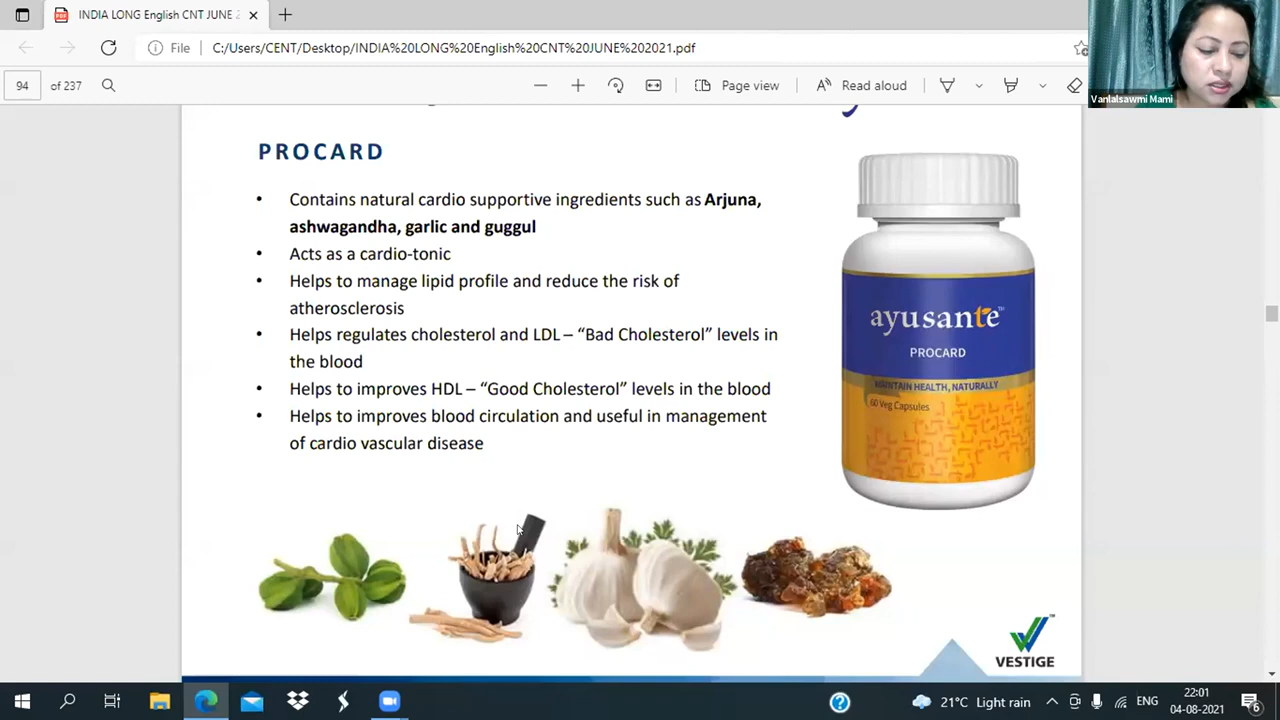 INDIA LONG English CNT JUNE 2
File
C:/Users/CENT/Desktop/INDIA%20LONG%20English%20CNT%20JUNE%202021.pdf
94 of 237
Page view
Read aloud
Vanlalsawmi Mami
PROCARD
• Contains natural cardio supportive ingredients such as Arjuna,
ashwagandha, garlic and guggul
• Acts as a cardio-tonic
• Helps to manage lipid profile and reduce the risk of
atherosclerosis
• Helps regulates cholesterol and LDL – “Bad Cholesterol” levels in
the blood
• Helps to improves HDL – “Good Cholesterol” levels in the blood
• Helps to improves blood circulation and useful in management
of cardio vascular disease
ayusante™
PROCARD
MAINTAIN HEALTH, NATURALLY
60 Veg Capsules
VESTIGE
21°C Light rain
ENG
22:01
04-08-2021
6